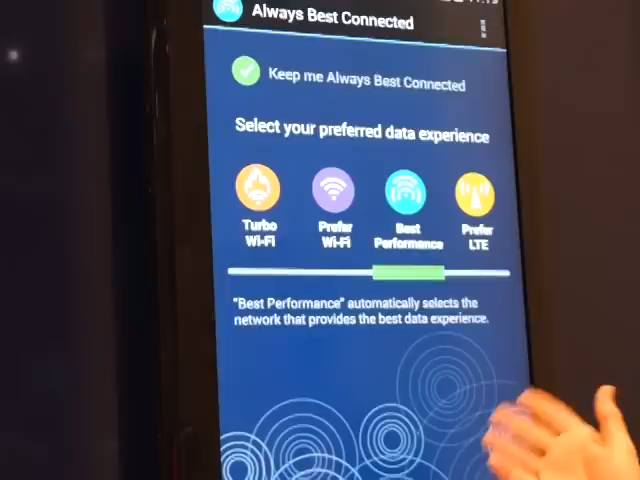 Always Best Connected
Keep me Always Best Connected
Select your preferred data experience
Turbo
Wi-Fi
Prefer
Wi-Fi
Best
Performance
Prefer
LTE
"Best Performance" automatically selects the
network that provides the best data experience.